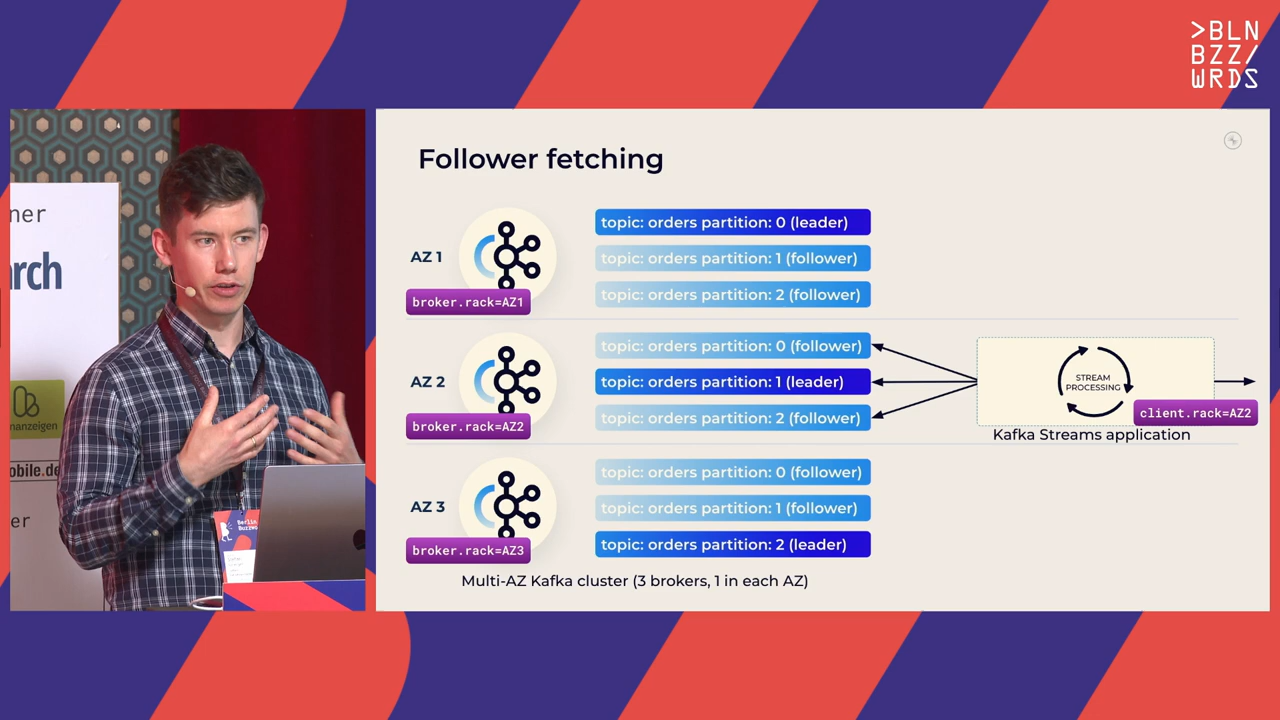 >BLN
BZZ/
WRDS
ner
rch
nanzeigen
obile.de
er
Berlin
Buzzwo
Follower fetching
AZ 1
broker.rack=AZ1
topic: orders partition: 0 (leader)
topic: orders partition: 1 (follower)
topic: orders partition: 2 (follower)
AZ 2
broker.rack=AZ2
topic: orders partition: 0 (follower)
topic: orders partition: 1 (leader)
topic: orders partition: 2 (follower)
STREAM
PROCESSING
client.rack=AZ2
Kafka Streams application
AZ 3
broker.rack=AZ3
topic: orders partition: 0 (follower)
topic: orders partition: 1 (follower)
topic: orders partition: 2 (leader)
Multi-AZ Kafka cluster (3 brokers, 1 in each AZ)